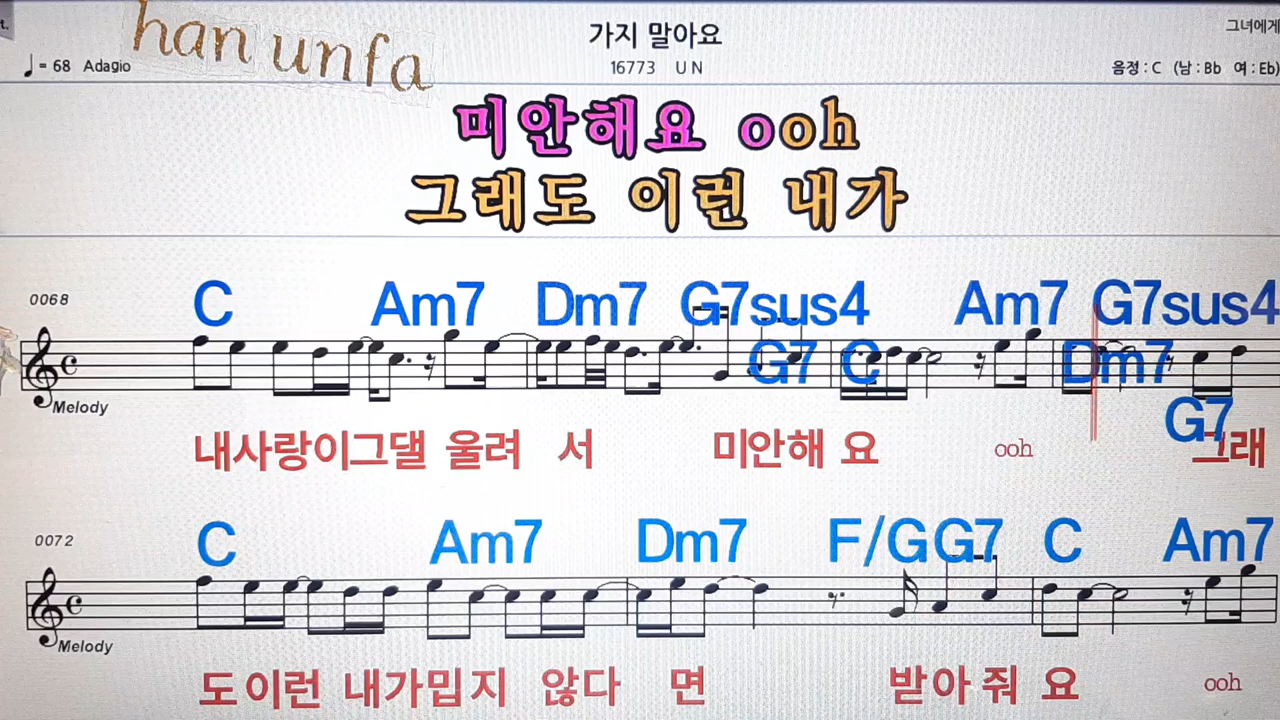 t.
han unfa
가지 말아요
그녀에게
♩= 68 Adagio
16773 U N
음정 : C (남 : Bb 여 : Eb)
미안해요 ooh
그래도 이런 내가
0068
C Am7 Dm7 G7sus4 Am7 G7sus4
G7 C Dm7
G7
Melody
내사랑이그댈 울려 서 미안해 요 ooh 그래
0072
C Am7 Dm7 F/G G7 C Am7
Melody
도이런 내가밉지 않다 면 받아줘 요 ooh